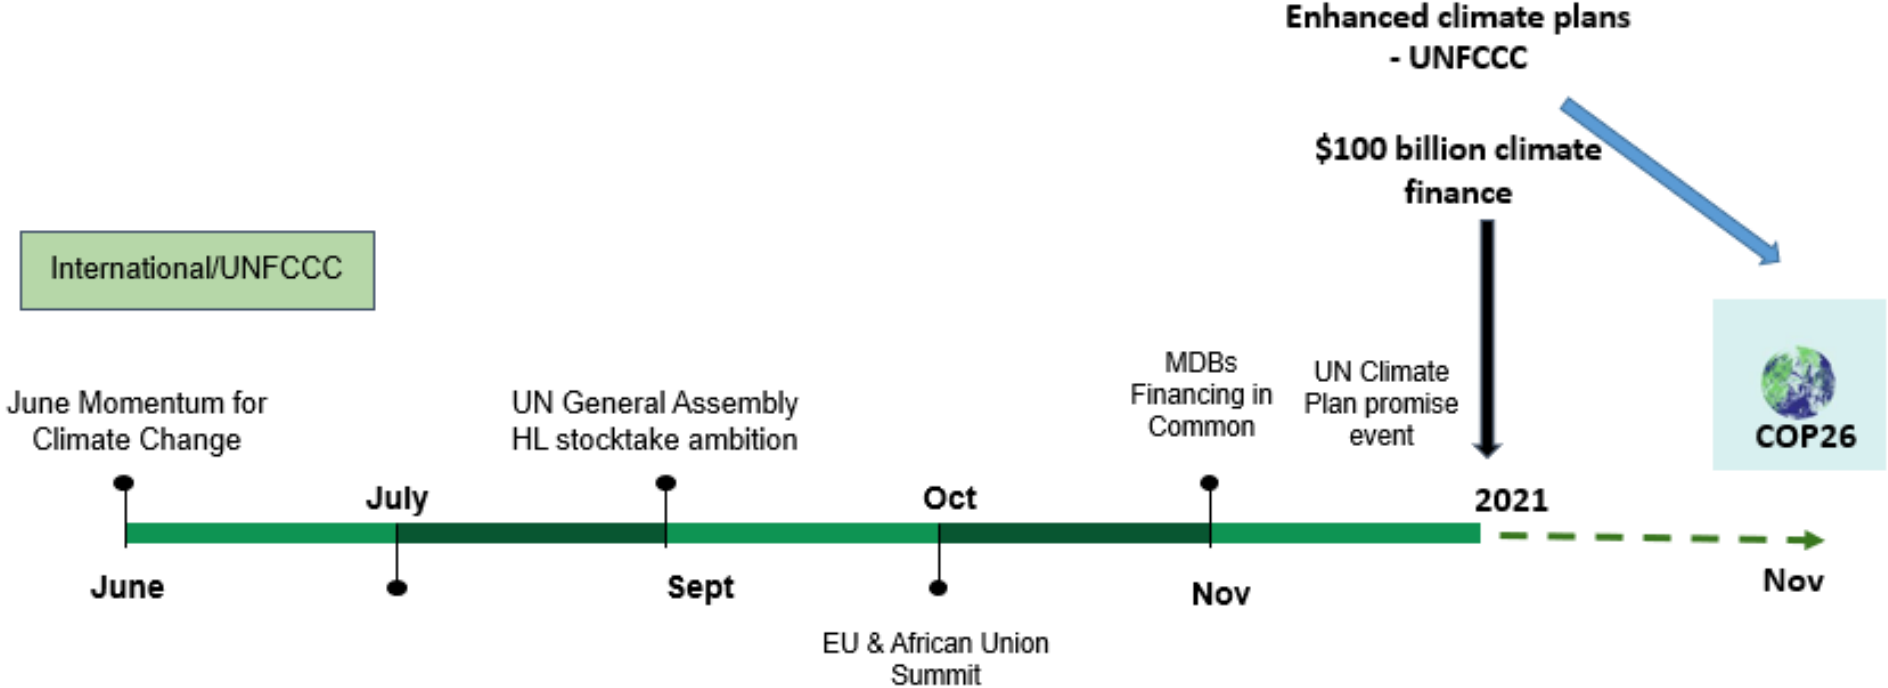 Enhanced climate plans
- UNFCCC
$100 billion climate
finance
International/UNFCCC
June Momentum for
Climate Change
UN General Assembly
HL stocktake ambition
MDBs
Financing in
Common
UN Climate
Plan promise
event
COP26
July
Oct
2021
June
Sept
Nov
Nov
EU & African Union
Summit